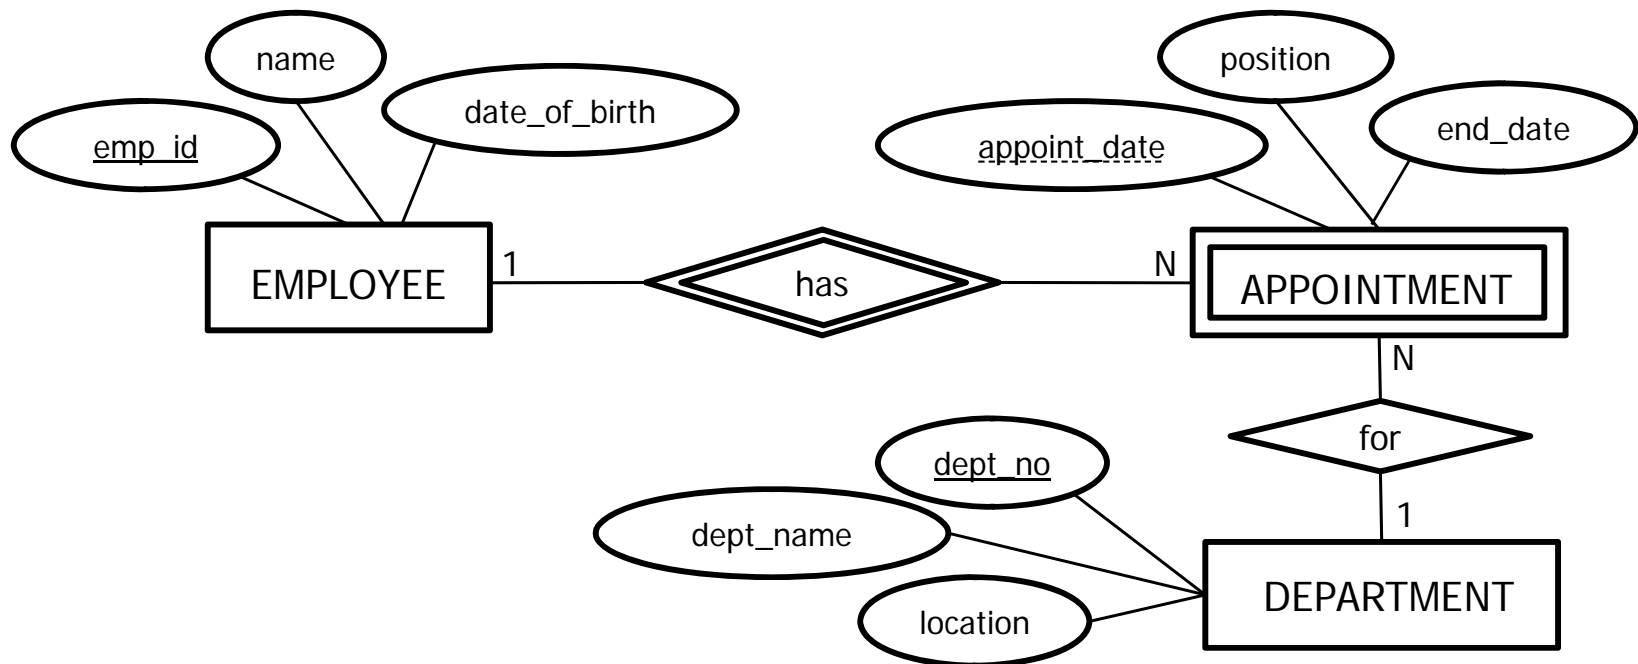 name
position
date_of_birth
end_date
emp_id
appoint_date
EMPLOYEE
1
has
N
APPOINTMENT
N
for
dept_no
1
dept_name
DEPARTMENT
location